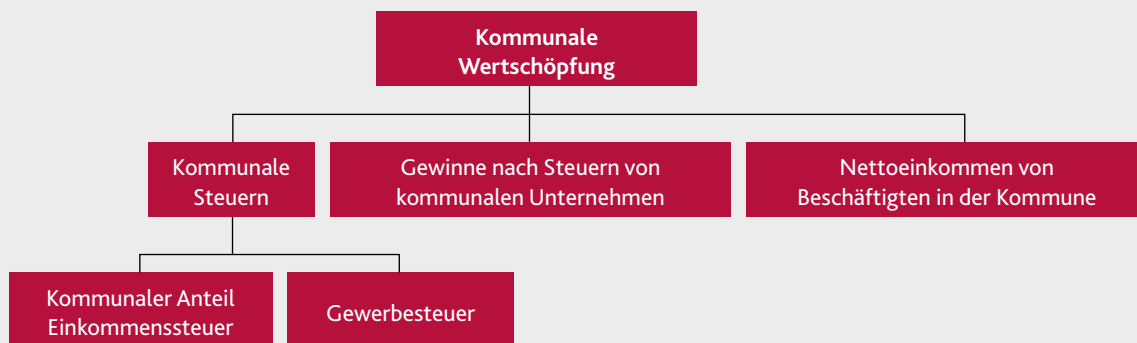 Kommunale
Wertschöpfung
Kommunale
Steuern
Gewinne nach Steuern von
kommunalen Unternehmen
Nettoeinkommen von
Beschäftigten in der Kommune
Kommunaler Anteil
Einkommenssteuer
Gewerbesteuer